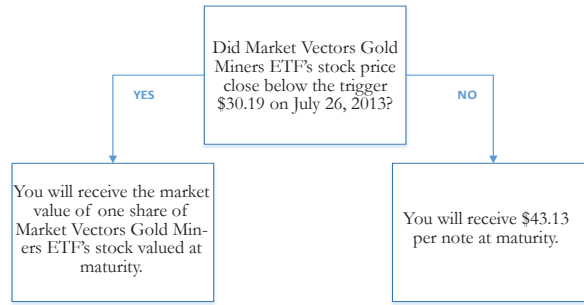 Did Market Vectors Gold
Miners ETF's stock price
close below the trigger
$30.19 on July 26, 2013?
YES
NO
You will receive the market
value of one share of
Market Vectors Gold Min-
ers ETF's stock valued at
maturity.
You will receive $43.13
per note at maturity.